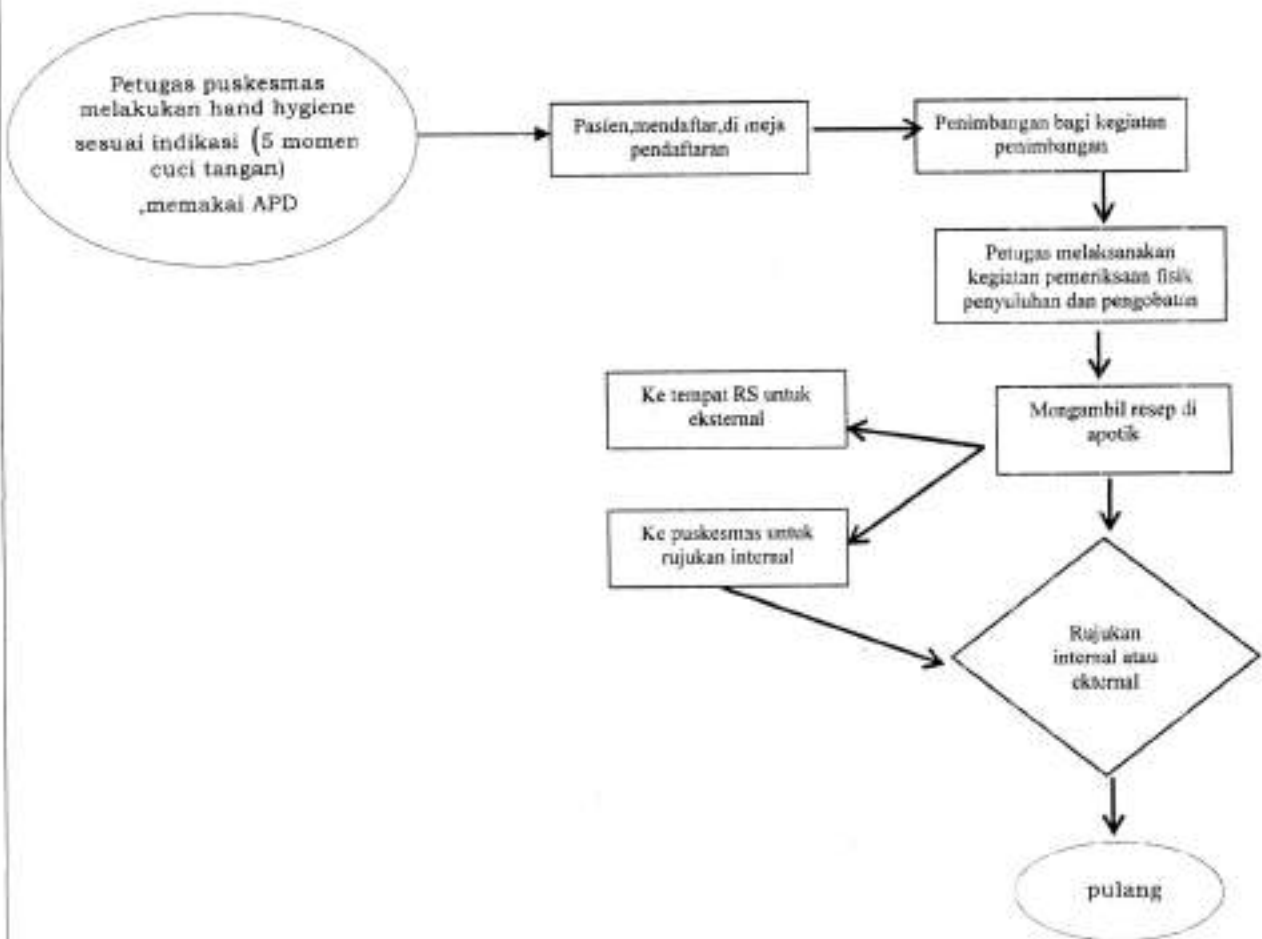 Petugas puskesmas
melakukan hand hygiene
sesuai indikasi (5 momen
cuci tangan)
,memakai APD
Pasien,mendaftar,di meja
pendaftaran
Penimbangan bagi kegiatan
penimbangan
Petugas melaksanakan
kegiatan pemeriksaan fisik
penyuluhan dan pengobatan
Mengambil resep di
apotik
Ke tempat RS untuk
eksternal
Ke puskesmas untuk
rujukan internal
Rujukan
internal atau
ekternal
pulang